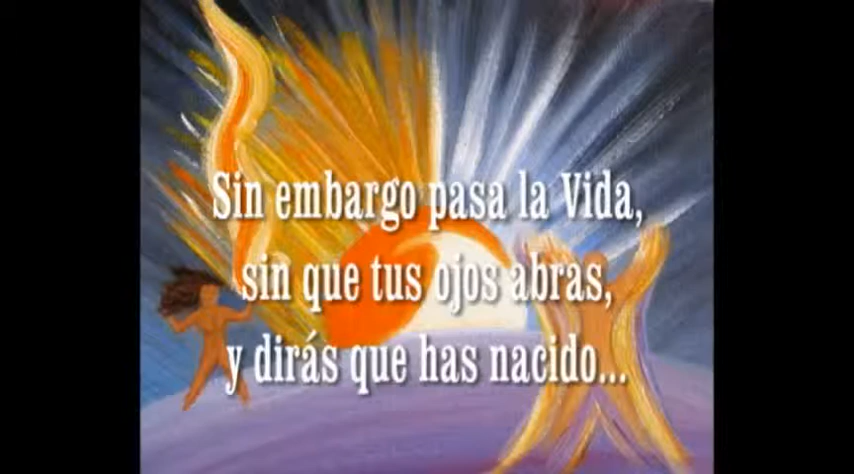 Sin embargo pasa la Vida,
sin que tus ojos abras,
y dirás que has nacido...